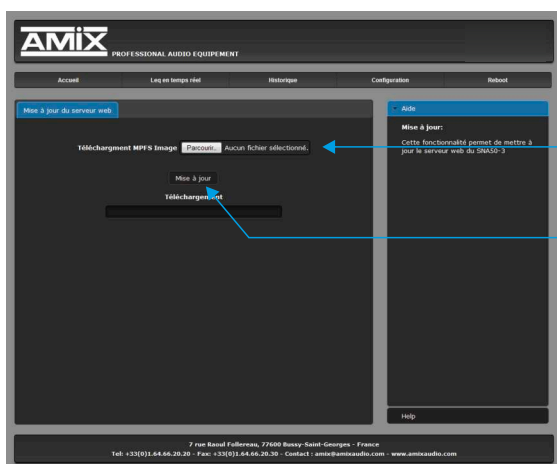 AMiX
PROFESSIONAL AUDIO EQUIPEMENT
Accueil
Leq en temps réel
Historique
Configuration
Reboot
Mise à jour du serveur web
Téléchargment MPFS Image Parcourir.. Aucun fichier sélectionné.
Mise à jour
Téléchargement
Aide
Mise à jour:
Cette fonctionnalité permet de mettre à
jour le serveur web du SNA50-3
Help
7 rue Raoul Follereau, 77600 Bussy-Saint-Georges - France
Tel: +33(0)1.64.66.20.20 - Fax: +33(0)1.64.66.20.30 - Contact : amix@amixaudio.com - www.amixaudio.com